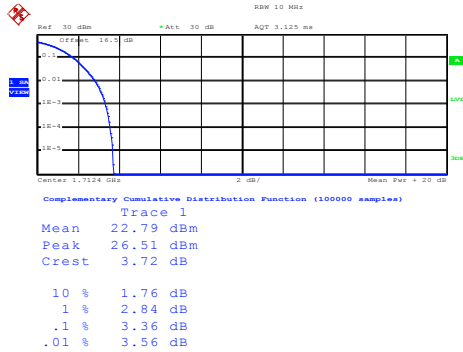 RBW 10 MHz
Ref 30 dBm *Att 30 dB AQT 3.125 ms
Offset 16.5 dB
0.1
A
1 SA
VIEW
0.01
1E-3
LVL
1E-4
1E-5
3DB
Center 1.7124 GHz 2 dB/ Mean Pwr + 20 dB
Complementary Cumulative Distribution Function (100000 samples)
Trace 1
Mean 22.79 dBm
Peak 26.51 dBm
Crest 3.72 dB
10 % 1.76 dB
1 % 2.84 dB
.1 % 3.36 dB
.01 % 3.56 dB